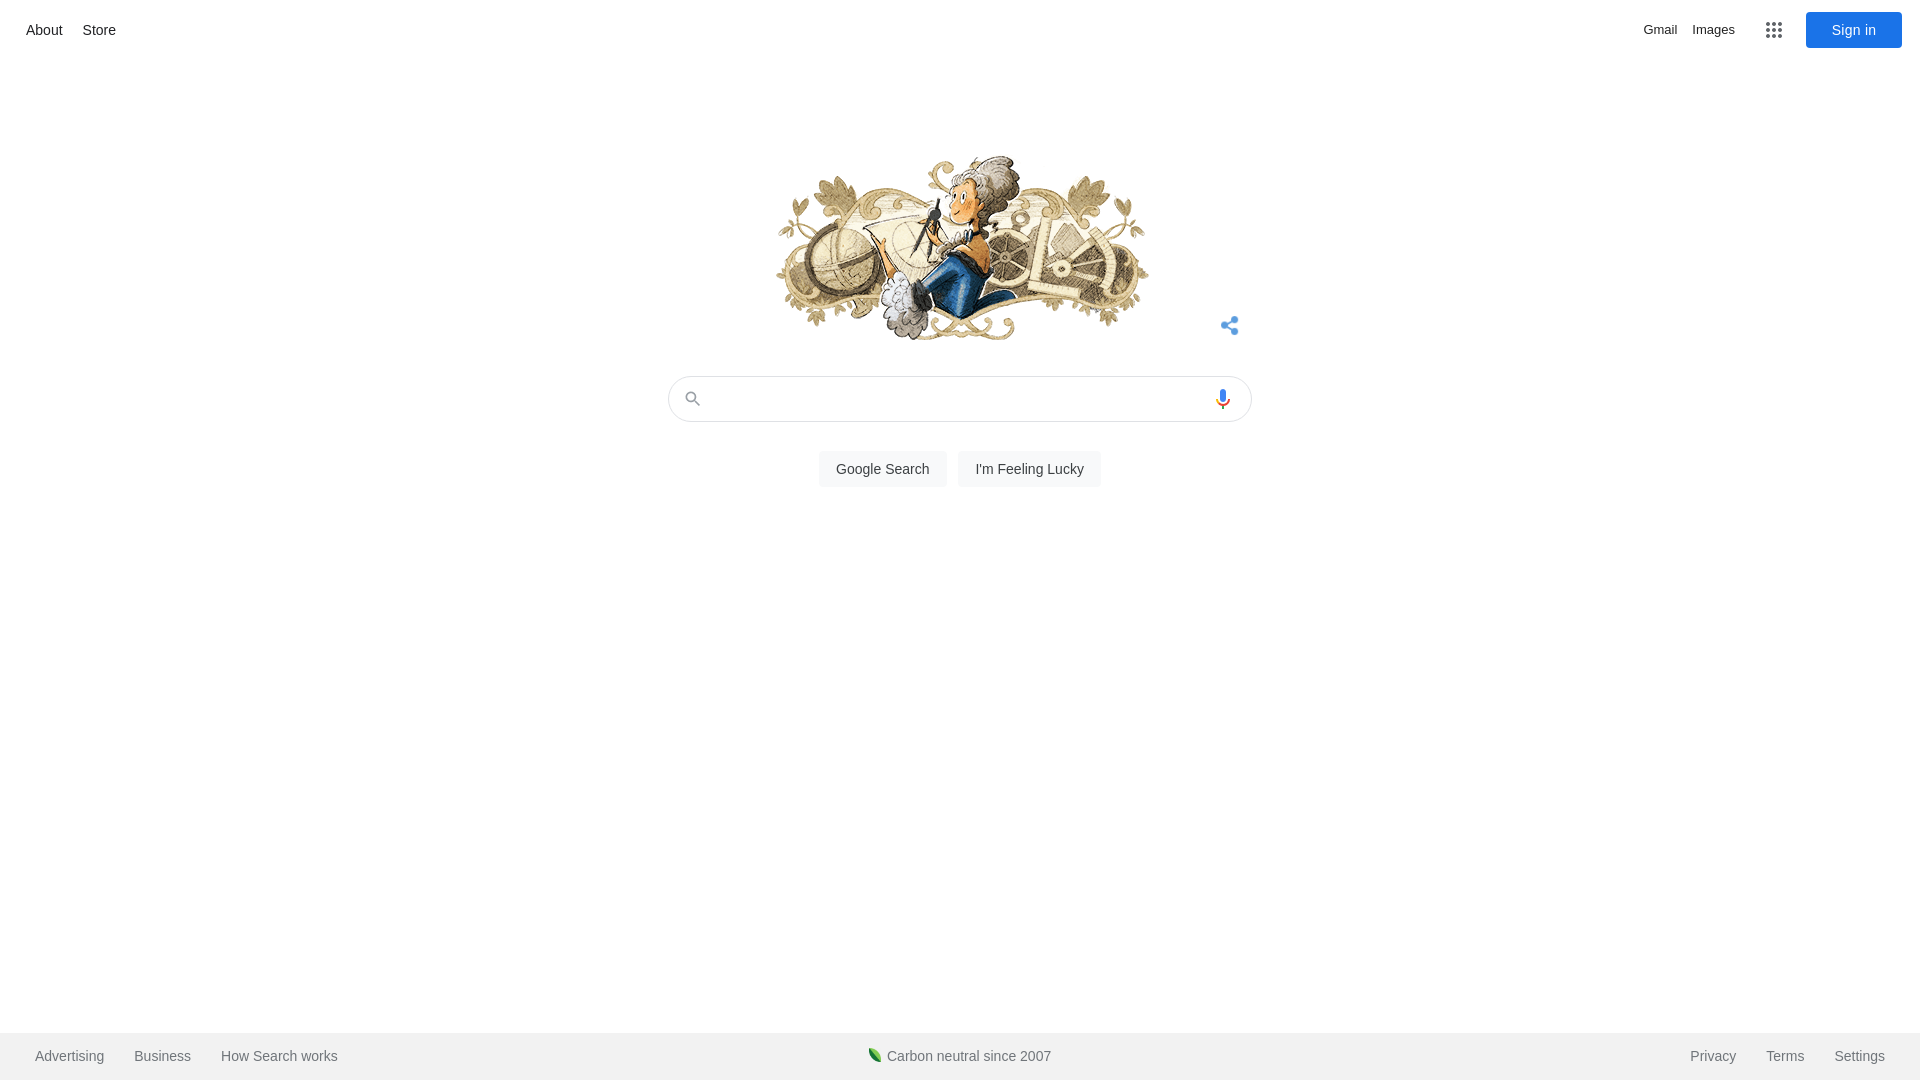 About Store
Gmail Images Sign in
Google Search I'm Feeling Lucky
Advertising Business How Search works
Carbon neutral since 2007
Privacy Terms Settings